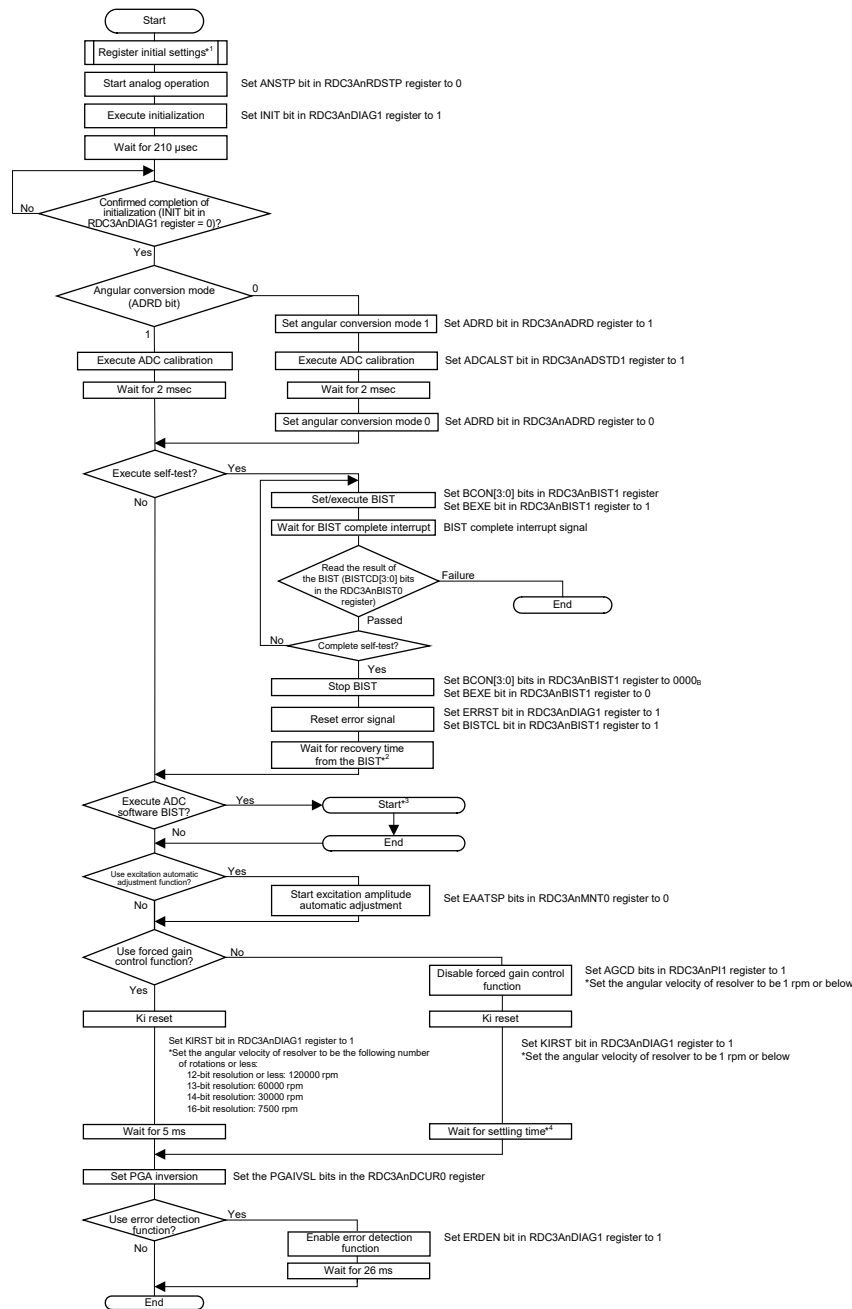 Start
Register initial settings*1
Start analog operation
Set ANSTP bit in RDC3AnRDSTP register to 0
Execute initialization
Set INIT bit in RDC3AnDIAG1 register to 1
Wait for 210 µsec
Confirmed completion of
initialization (INIT bit in
RDC3AnDIAG1 register = 0)?
No
Yes
Angular conversion mode
(ADRD bit)
0
1
Set angular conversion mode 1
Set ADRD bit in RDC3AnADRD register to 1
Execute ADC calibration
Execute ADC calibration
Set ADCALST bit in RDC3AnADSTD1 register to 1
Wait for 2 msec
Wait for 2 msec
Set angular conversion mode 0
Set ADRD bit in RDC3AnADRD register to 0
Execute self-test?
Yes
No
Set/execute BIST
Set BCON[3:0] bits in RDC3AnBIST1 register
Set BEXE bit in RDC3AnBIST1 register to 1
Wait for BIST complete interrupt
BIST complete interrupt signal
Read the result of
the BIST (BISTCD[3:0] bits
in the RDC3AnBIST0
register)
Failure
End
Passed
No
Complete self-test?
Yes
Stop BIST
Set BCON[3:0] bits in RDC3AnBIST1 register to 0000B
Set BEXE bit in RDC3AnBIST1 register to 0
Reset error signal
Set ERRST bit in RDC3AnDIAG1 register to 1
Set BISTCL bit in RDC3AnBIST1 register to 1
Wait for recovery time
from the BIST*2
Execute ADC
software BIST?
Yes
Start*3
No
End
Use excitation automatic
adjustment function?
Yes
No
Start excitation amplitude
automatic adjustment
Set EAATSP bits in RDC3AnMNT0 register to 0
Use forced gain
control function?
No
Yes
Disable forced gain control
function
Set AGCD bits in RDC3AnPI1 register to 1
*Set the angular velocity of resolver to be 1 rpm or below
Ki reset
Ki reset
Set KIRST bit in RDC3AnDIAG1 register to 1
*Set the angular velocity of resolver to be the following number
of rotations or less:
12-bit resolution or less: 120000 rpm
13-bit resolution: 60000 rpm
14-bit resolution: 30000 rpm
16-bit resolution: 7500 rpm
Set KIRST bit in RDC3AnDIAG1 register to 1
*Set the angular velocity of resolver to be 1 rpm or below
Wait for 5 ms
Wait for settling time*4
Set PGA inversion
Set the PGAIVSL bits in the RDC3AnDCUR0 register
Use error detection
function?
Yes
No
Enable error detection
function
Set ERDEN bit in RDC3AnDIAG1 register to 1
Wait for 26 ms
End